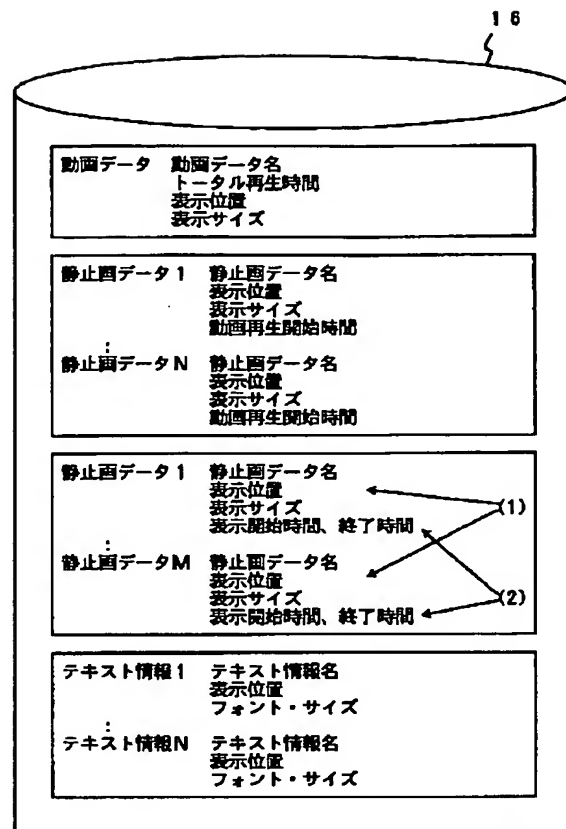 16
動画データ 動画データ名
トータル再生時間
表示位置
表示サイズ
静止画データ1 静止画データ名
表示位置
表示サイズ
動画再生開始時間
:
静止画データN 静止画データ名
表示位置
表示サイズ
動画再生開始時間
静止画データ1 静止画データ名
表示位置
表示サイズ (1)
表示開始時間、終了時間
:
静止画データM 静止画データ名
表示位置
表示サイズ (2)
表示開始時間、終了時間
テキスト情報1 テキスト情報名
表示位置
フォント・サイズ
:
テキスト情報N テキスト情報名
表示位置
フォント・サイズ